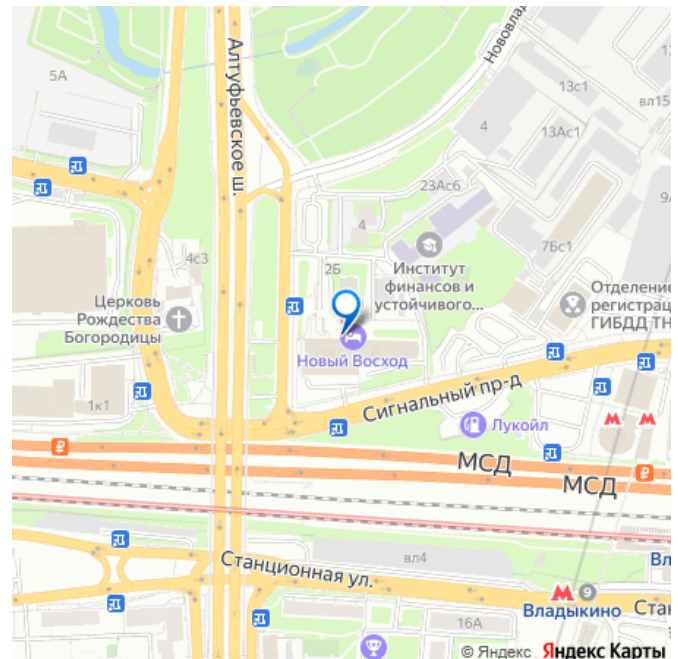 Алтуфьевское ш.
Нововлад
5А
13с1
вл15
4
13Ас1
23Ас6
9
4
7Бс1
4с3
2Б
Институт
финансов и
устойчивого...
Отделение
регистрац
ГИБДД ТН
Церковь
Рождества
Богородицы
Новый Восход
1к1
Сигнальный пр-д
Лукойл
М М
₽
МСД
МСД
₽
вл4
Вл
Станционная ул.
М 9
Владыкино
Стан
16А
© Яндекс Яндекс Карты